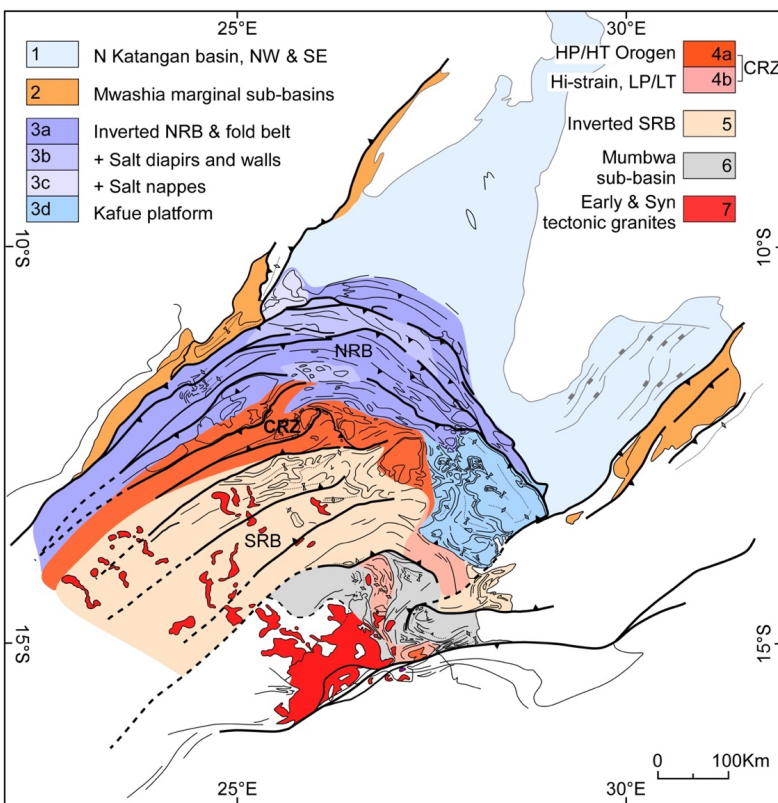 25°E
30°E
1 N Katangan basin, NW & SE
2 Mwashia marginal sub-basins
3a Inverted NRB & fold belt
3b + Salt diapirs and walls
3c + Salt nappes
3d Kafue platform
HP/HT Orogen 4a
Hi-strain, LP/LT 4b
CRZ
Inverted SRB 5
Mumbwa
sub-basin 6
Early & Syn 7
tectonic granites
10°S
10°S
NRB
CRZ
SRB
15°S
15°S
0 100Km
25°E
30°E